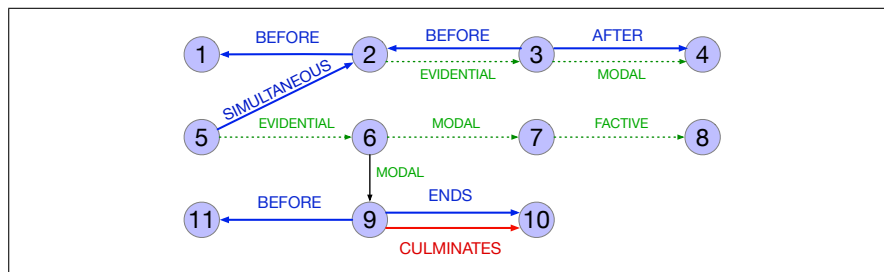 BEFORE BEFORE AFTER
1 2 3 4
EVIDENTIAL MODAL
SIMULTANEOUS
EVIDENTIAL MODAL FACTIVE
5 6 7 8
MODAL
BEFORE ENDS
11 9 10
CULMINATES